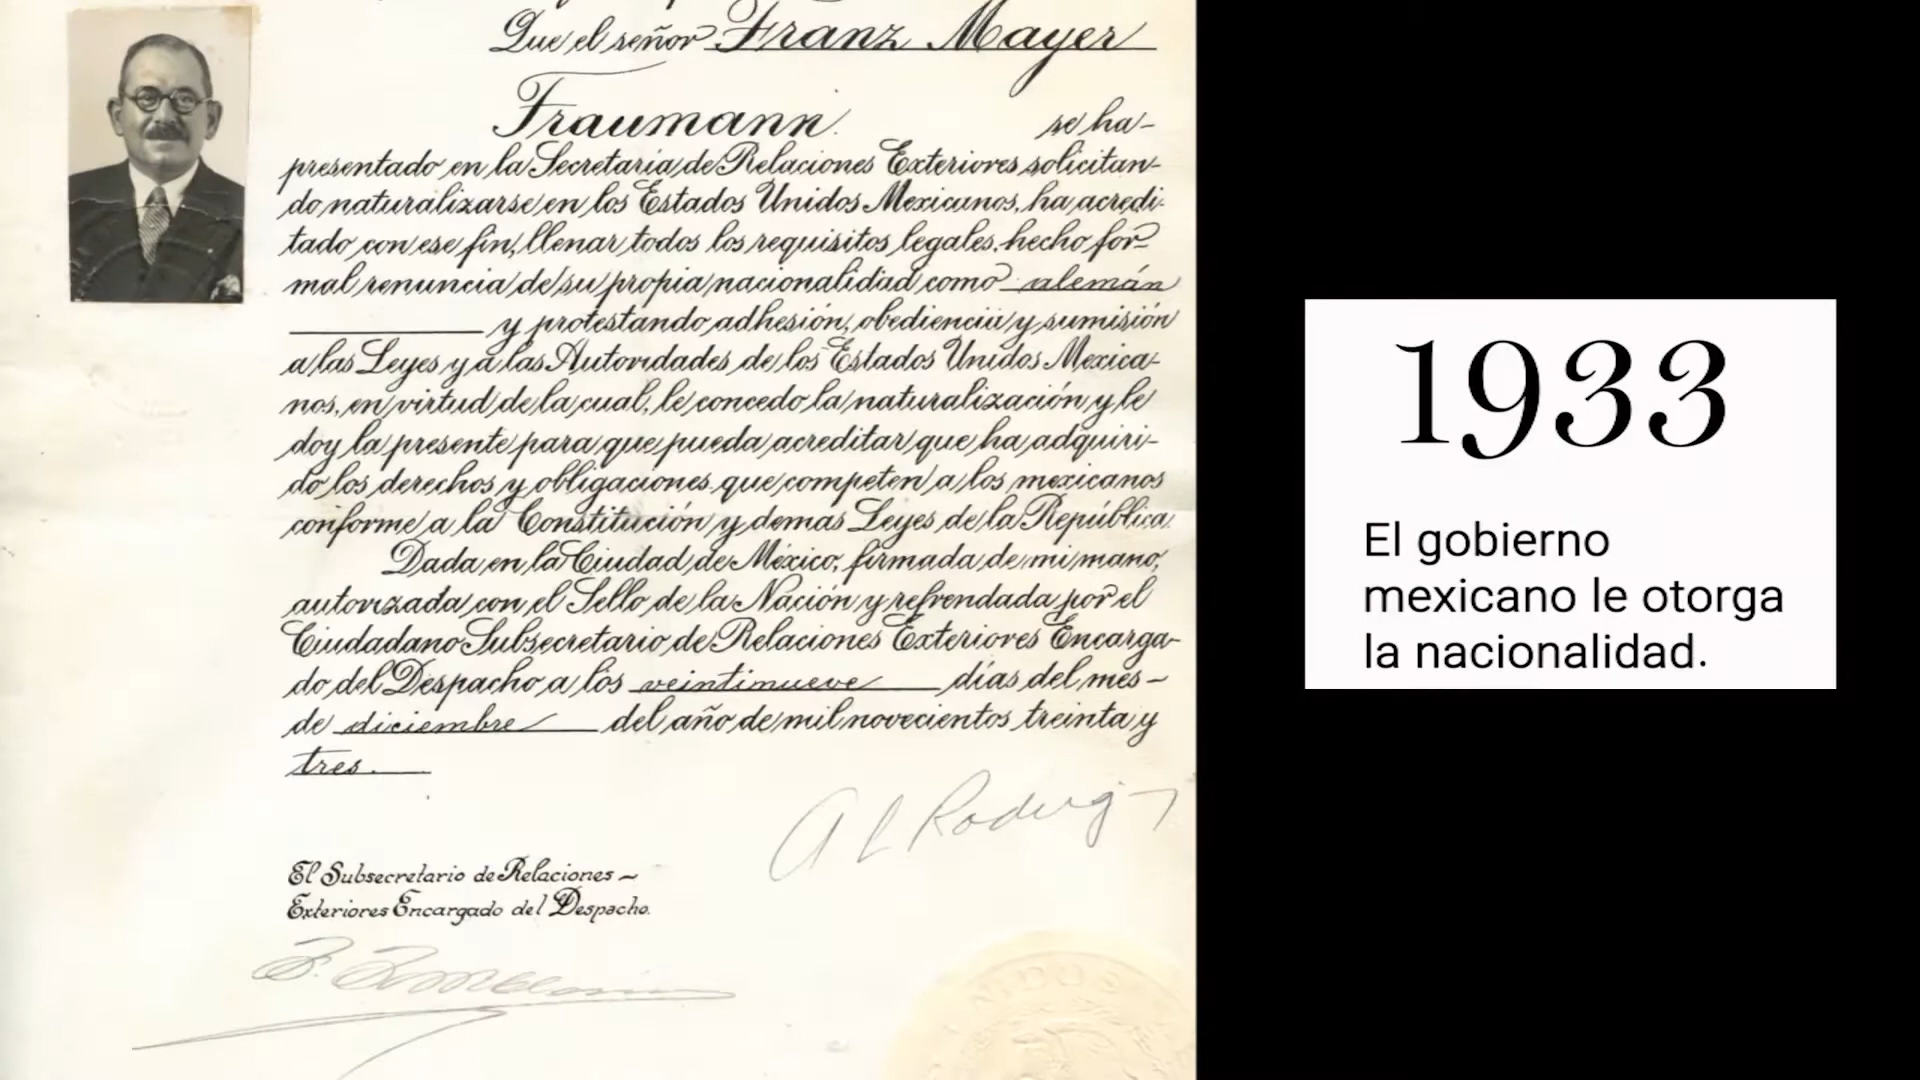 Que el señor Franz Mayer
Traumann. se ha-
presentado en la Secretaría de Relaciones Exteriores solicitan-
do naturalizarse en los Estados Unidos Mexicanos, ha acredi-
tado con ese fin, llenar todos los requisitos legales, hecho for-
mal renuncia de su propia nacionalidad como alemán
y protestando adhesión, obediencia y sumisión
a las Leyes y a las Autoridades de los Estados Unidos Mexica-
nos, en virtud de la cual, le concedo la naturalización y le
doy la presente para que pueda acreditar que ha adquiri-
do los derechos y obligaciones que competen a los mexicanos
conforme a la Constitución y demas Leyes de la República.
Dada en la Ciudad de México, firmada de mi mano,
autorizada con el Sello de la Nación y refrendada por el
Ciudadano Subsecretario de Relaciones Exteriores Encarga-
do del Despacho a los veintinueve días del mes-
de diciembre del año de mil novecientos treinta y
tres.
A L Rodrig
El Subsecretario de Relaciones ~
Exteriores Encargado del Despacho.
1933
El gobierno
mexicano le otorga
la nacionalidad.